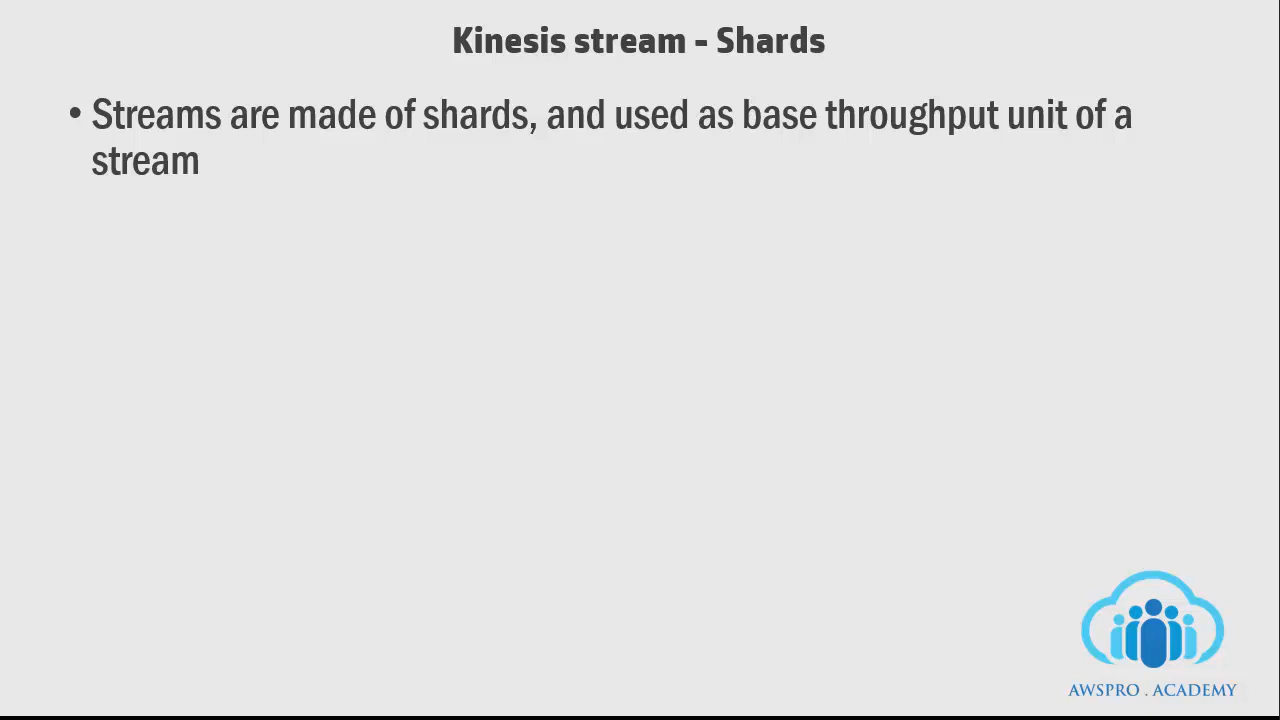 Kinesis stream - Shards
• Streams are made of shards, and used as base throughput unit of a
stream
AWSPRO . ACADEMY